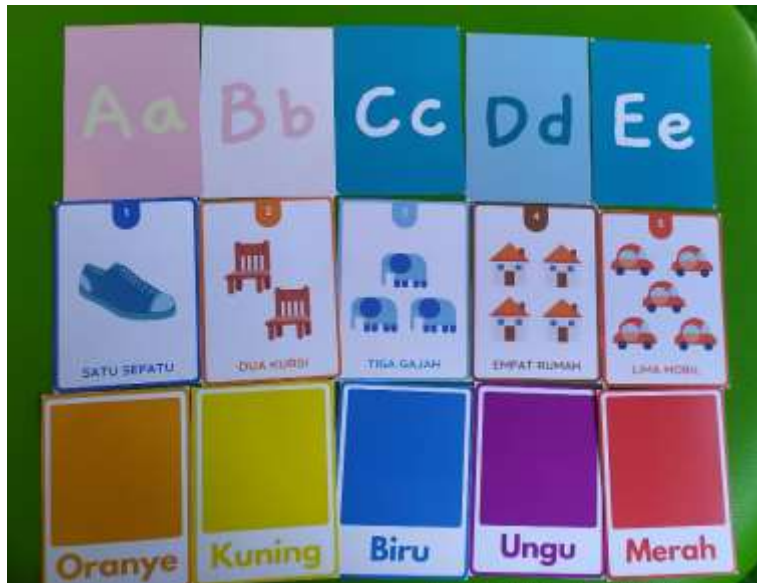 Aa Bb Cc Dd Ee
1 2 3 4 5
SATU SEPATU DUA KURSI TIGA GAJAH EMPAT RUMAH LIMA MOBIL
Oranye Kuning Biru Ungu Merah